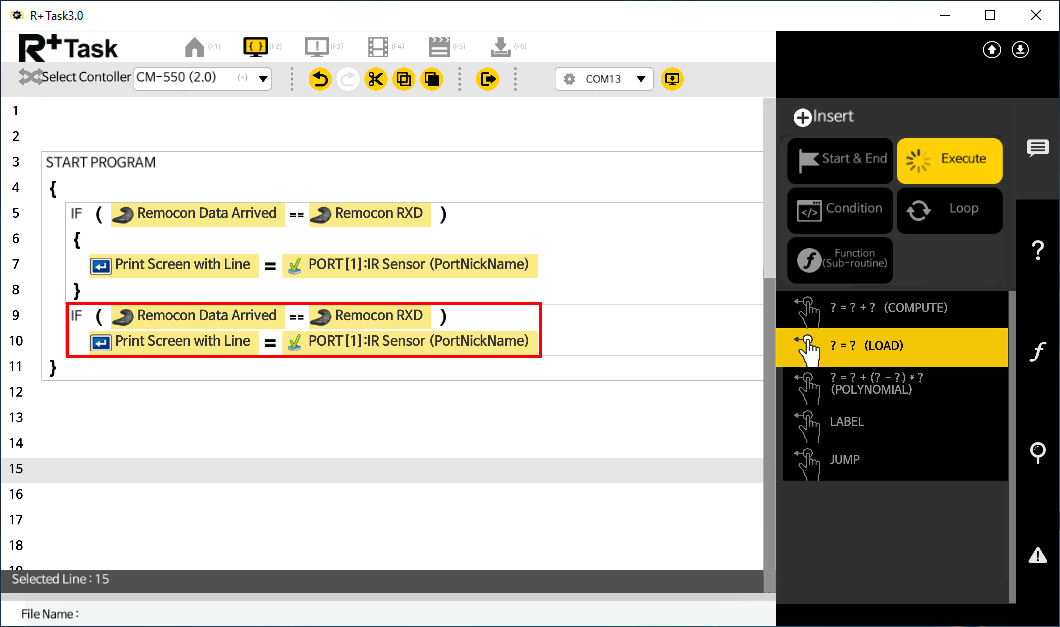 R+Task3.0
R+Task
(F1)
(F2)
(F3)
(F4)
(F5)
(F6)
Select Contoller
CM-550 (2.0)
(-)
COM13
1
2
3 START PROGRAM
4 {
5 IF ( Remocon Data Arrived == Remocon RXD )
6 {
7 Print Screen with Line = PORT[1]:IR Sensor (PortNickName)
8 }
9 IF ( Remocon Data Arrived == Remocon RXD )
10 Print Screen with Line = PORT[1]:IR Sensor (PortNickName)
11 }
12
13
14
15
16
17
18
19
Selected Line : 15
File Name :
Insert
Start & End
Execute
Condition
Loop
Function
(Sub-routine)
? = ? + ? (COMPUTE)
? = ? (LOAD)
? = ? + (? - ?) * ?
(POLYNOMIAL)
LABEL
JUMP